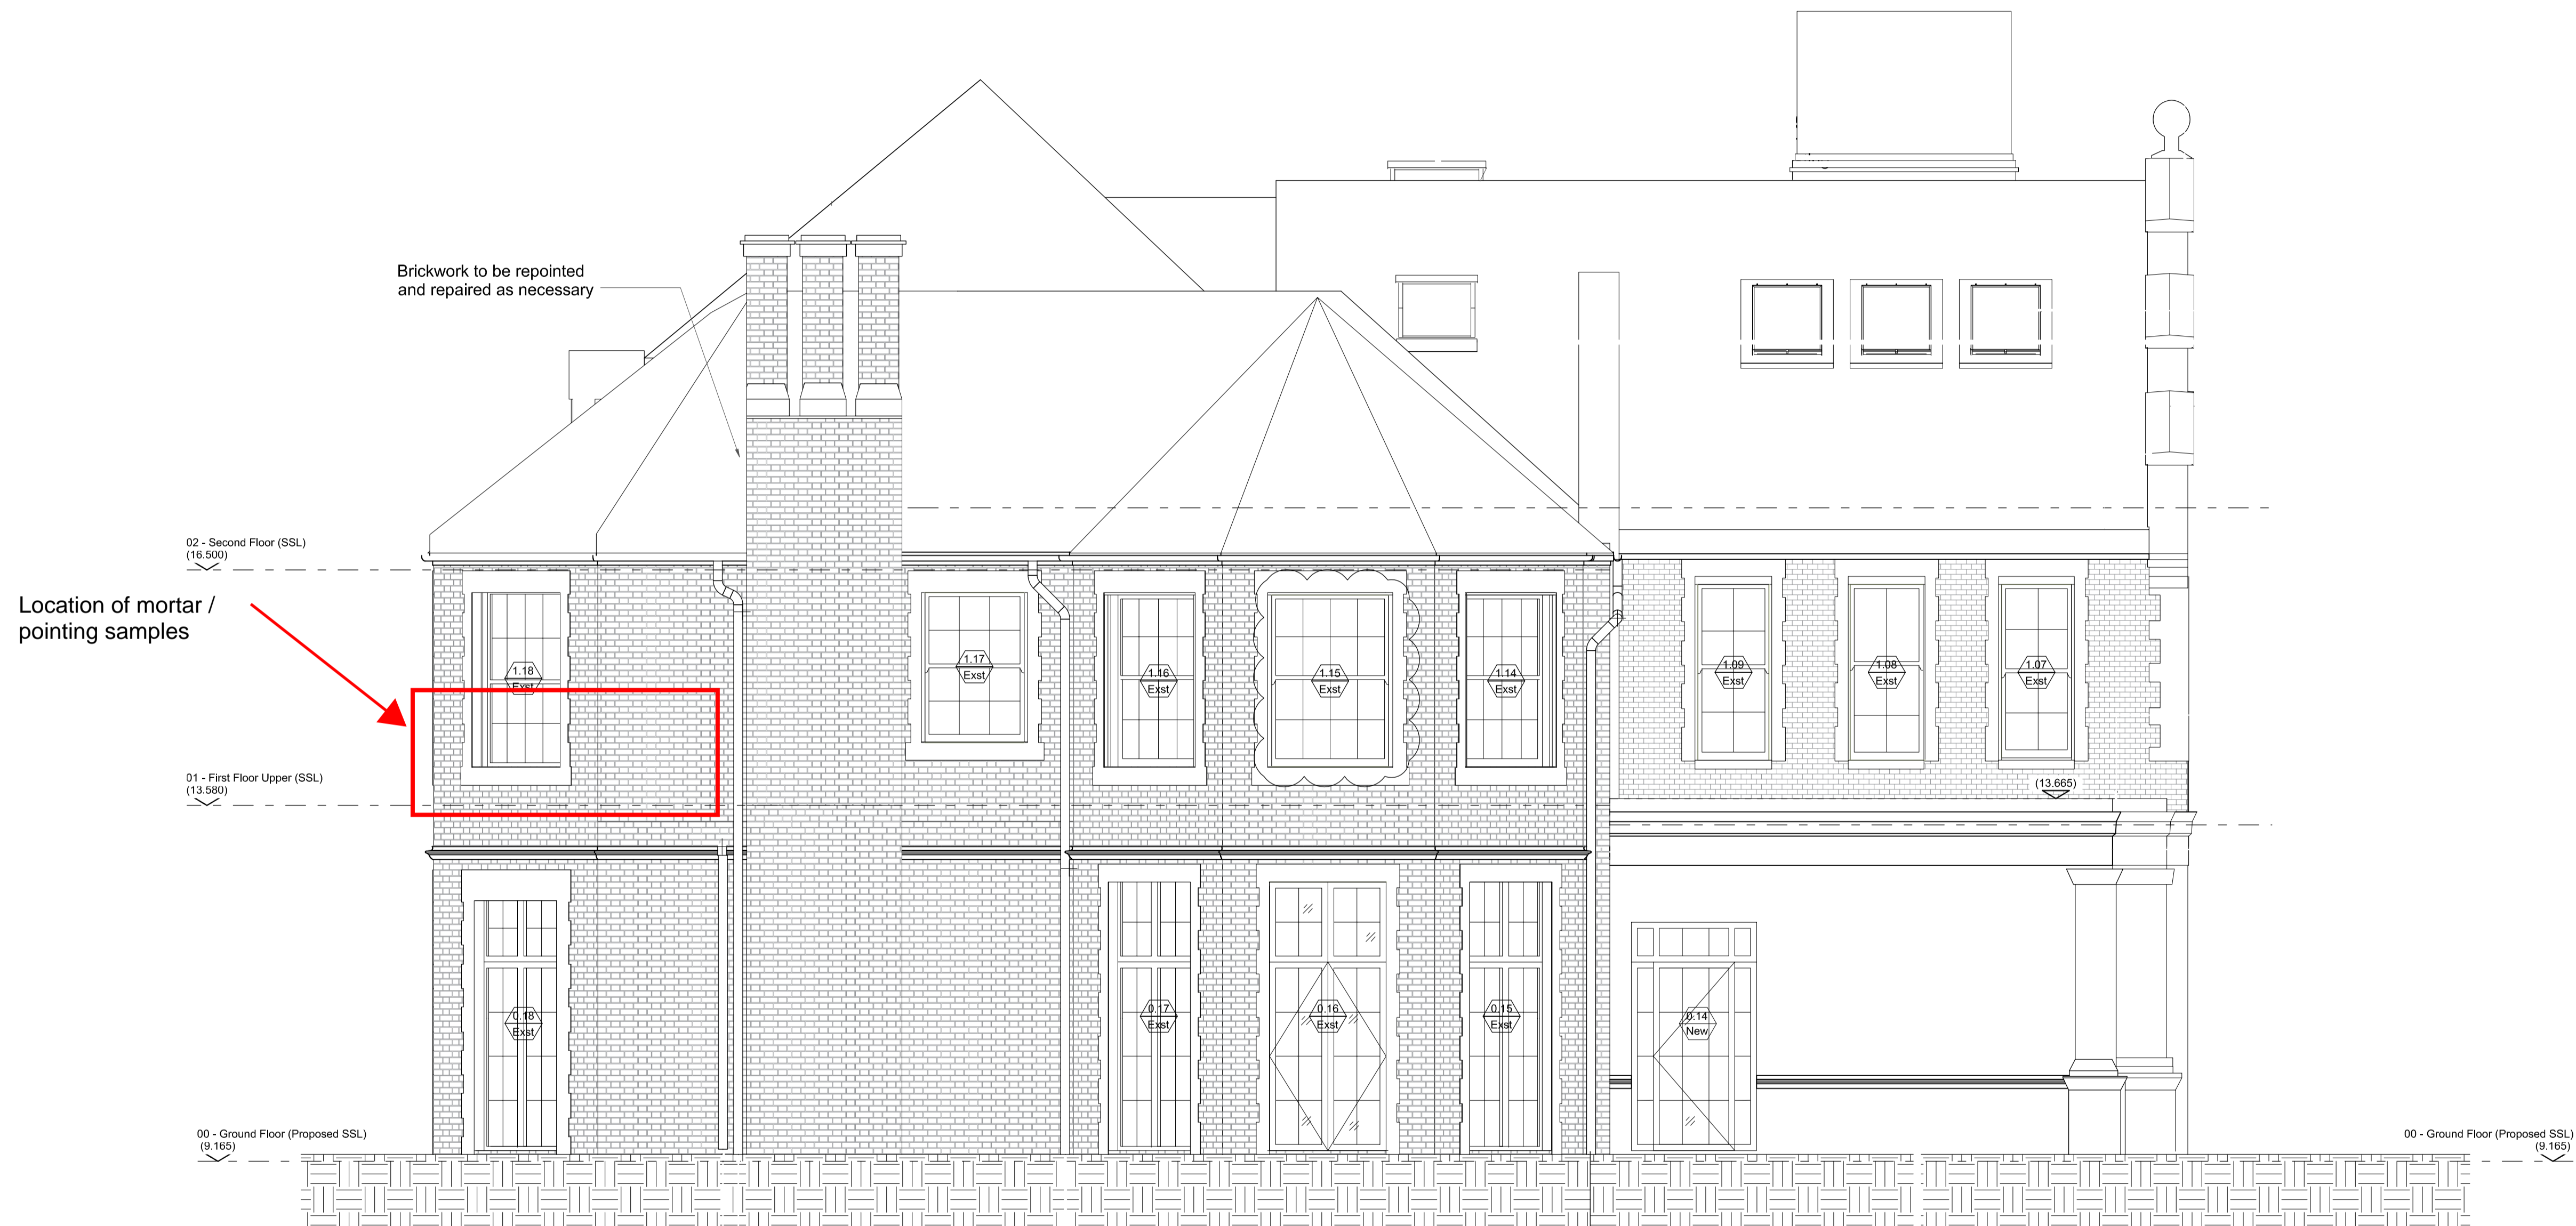 Brickwork to be repointed
and repaired as necessary
02 - Second Floor (SSL)
(16.500)
Location of mortar /
pointing samples
1.18
Exst
1.17
Exst
1.16
Exst
1.15
Exst
1.14
Exst
1.09
Exst
1.08
Exst
1.07
Exst
01 - First Floor Upper (SSL)
(13.580)
(13.665)
0.18
Exst
0.17
Exst
0.16
Exst
0.15
Exst
0.14
New
00 - Ground Floor (Proposed SSL)
(9.165)
00 - Ground Floor (Proposed SSL)
(9.165)